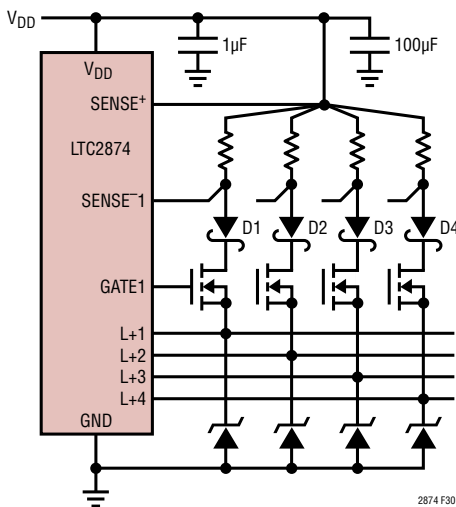 VDD
1µF
100µF
VDD
SENSE+
LTC2874
SENSE–1
D1
D2
D3
D4
GATE1
L+1
L+2
L+3
L+4
GND
2874 F30